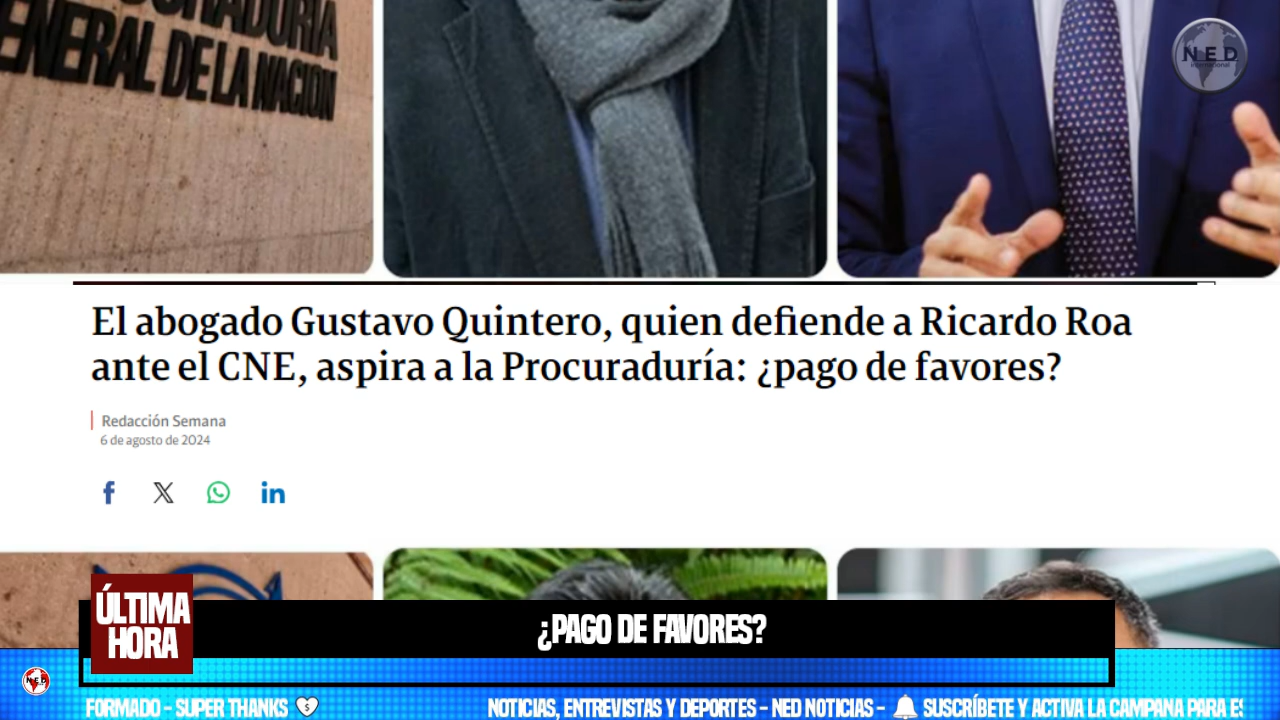 GENERAL DE LA NACION
N.E.D
international
El abogado Gustavo Quintero, quien defiende a Ricardo Roa
ante el CNE, aspira a la Procuraduría: ¿pago de favores?
Redacción Semana
6 de agosto de 2024
ÚLTIMA
HORA
¿PAGO DE FAVORES?
N.E.D
FORMADO - SUPER THANKS
NOTICIAS, ENTREVISTAS Y DEPORTES - NED NOTICIAS -
SUSCRÍBETE Y ACTIVA LA CAMPANA PARA ES